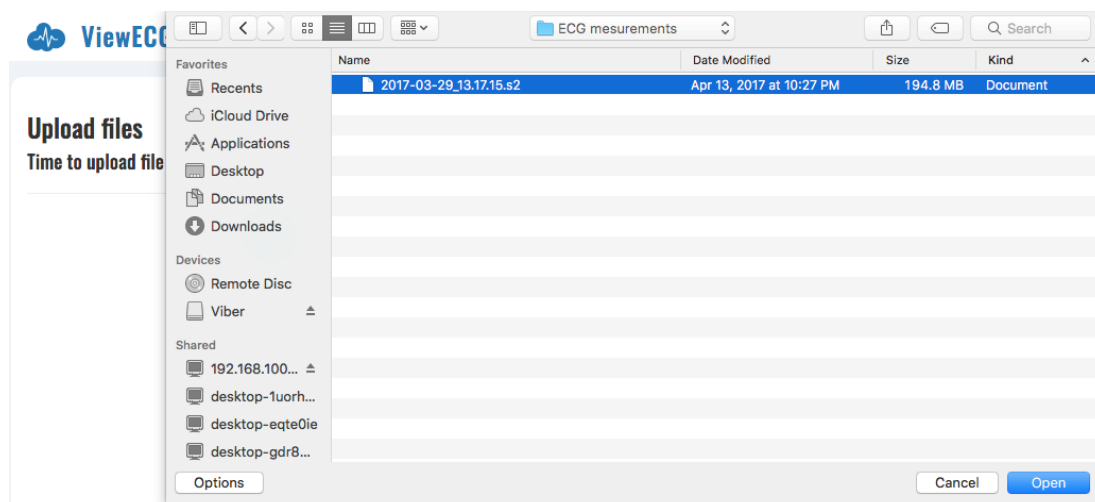 ViewECG
Upload files
Time to upload file
ECG mesurements
Search
Favorites
Recents
iCloud Drive
Applications
Desktop
Documents
Downloads
Devices
Remote Disc
Viber
Shared
192.168.100...
desktop-1uorh...
desktop-eqte0ie
desktop-gdr8...
Name Date Modified Size Kind
2017-03-29_13.17.15.s2 Apr 13, 2017 at 10:27 PM 194.8 MB Document
Options Cancel Open